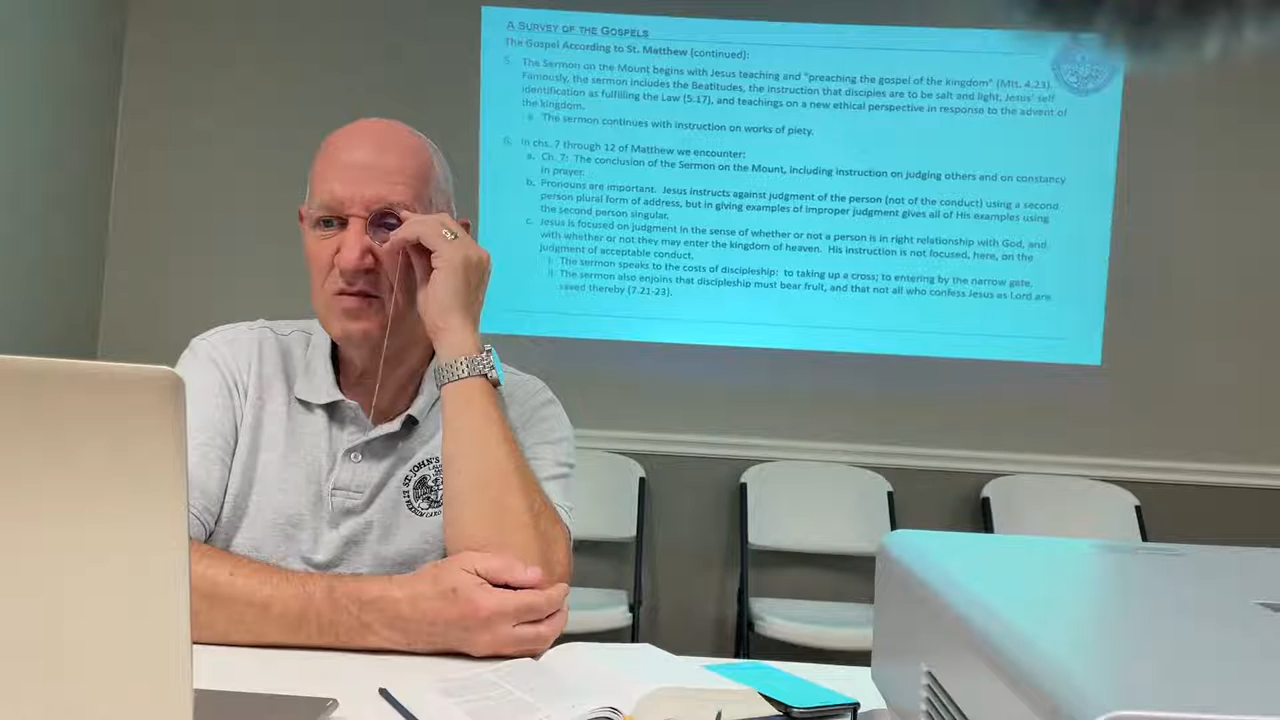 A SURVEY OF THE GOSPELS
The Gospel According to St. Matthew (continued):
5. The Sermon on the Mount begins with Jesus teaching and "preaching the gospel of the kingdom" (Mtt. 4.23).
Famously, the sermon includes the Beatitudes, the instruction that disciples are to be salt and light, Jesus' self
identification as fulfilling the Law (5.17), and teachings on a new ethical perspective in response to the advent of
the kingdom.
a. The sermon continues with instruction on works of piety.
6. In chs. 7 through 12 of Matthew we encounter:
a. Ch. 7: The conclusion of the Sermon on the Mount, including instruction on judging others and on constancy
in prayer.
b. Pronouns are important. Jesus instructs against judgment of the person (not of the conduct) using a second
person plural form of address, but in giving examples of improper judgment gives all of His examples using
the second person singular.
c. Jesus is focused on judgment in the sense of whether or not a person is in right relationship with God, and
with whether or not they may enter the kingdom of heaven. His instruction is not focused, here, on the
judgment of acceptable conduct.
i. The sermon speaks to the costs of discipleship: to taking up a cross; to entering by the narrow gate.
ii. The sermon also enjoins that discipleship must bear fruit, and that not all who confess Jesus as Lord are
saved thereby (7.21-23).
ST. JOHN'S